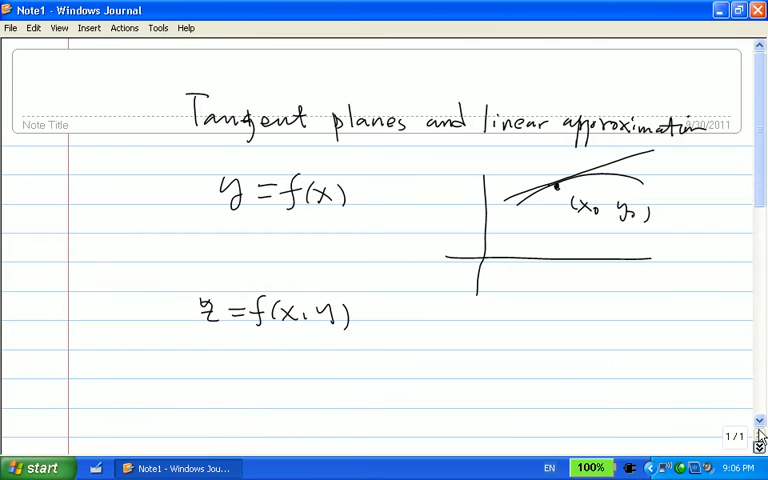 Note1 - Windows Journal
File Edit View Insert Actions Tools Help
Tangent planes and linear approximation
Note Title 9/30/2011
y = f(x)
(x₀ y₀)
z = f(x, y)
1/1
start Note1 - Windows Jou... EN 100% 9:06 PM